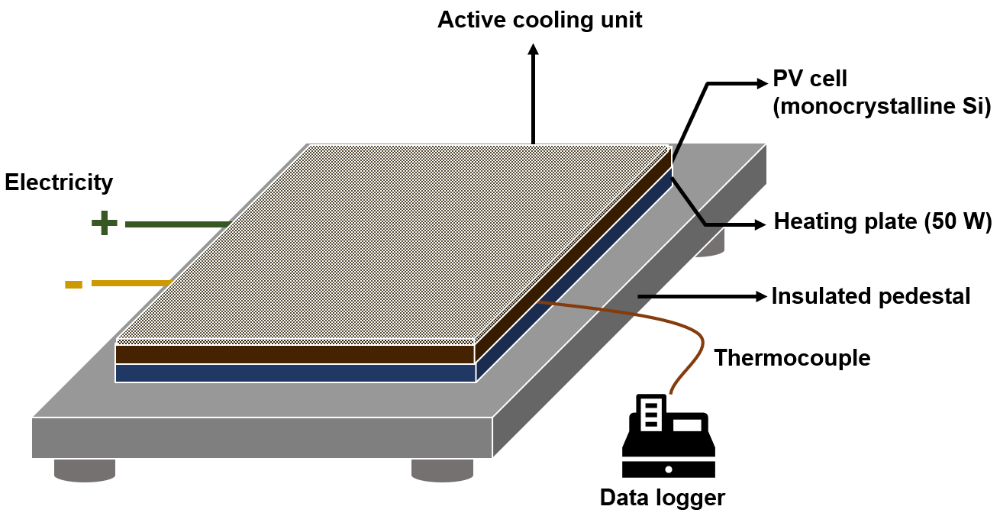 Active cooling unit
PV cell
(monocrystalline Si)
Electricity
+
-
Heating plate (50 W)
Insulated pedestal
Thermocouple
Data logger